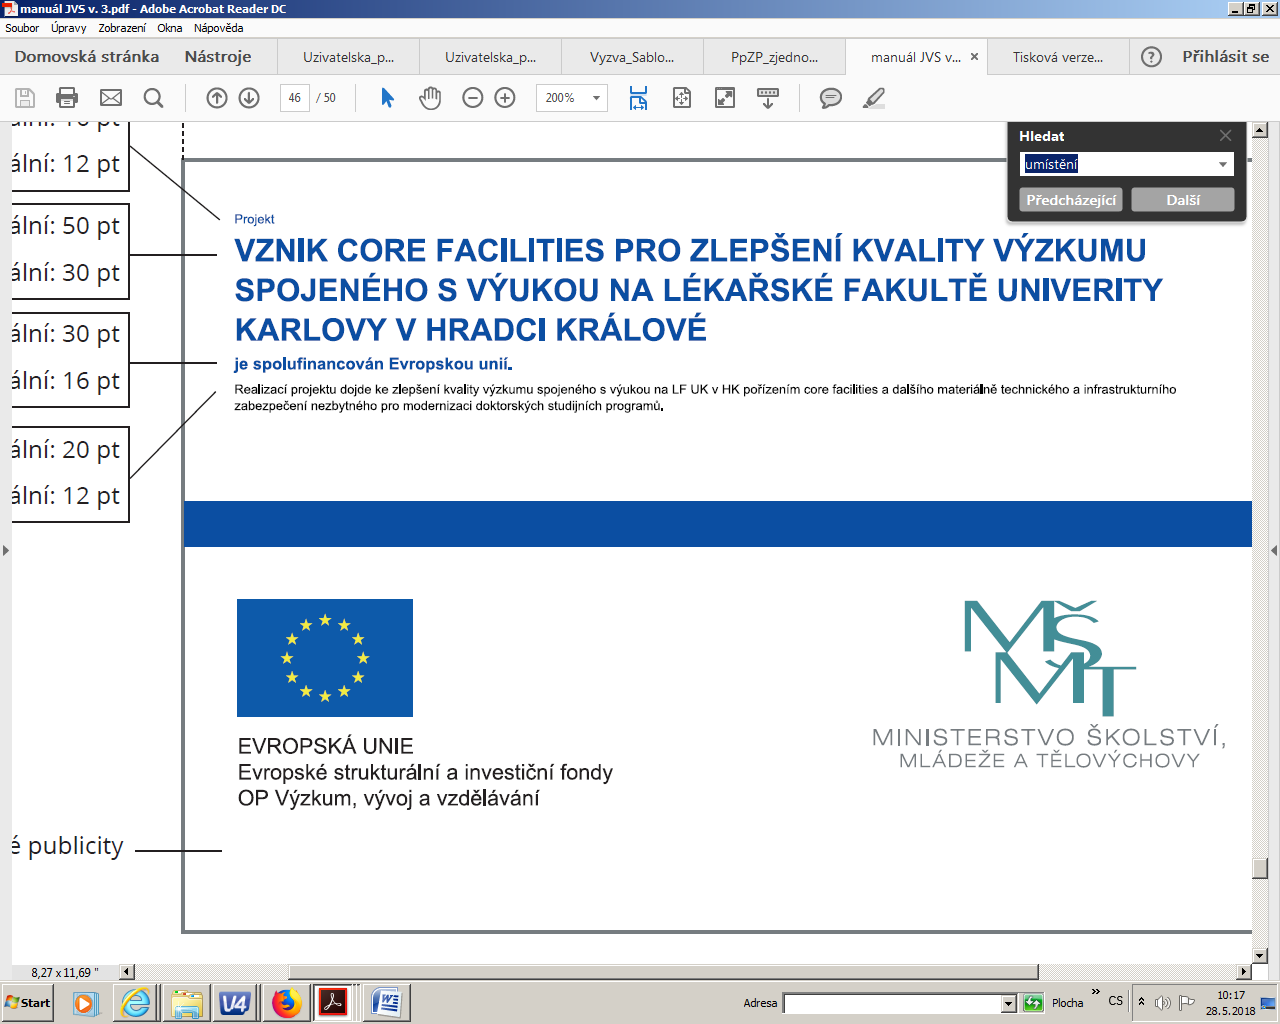 manuál JVS v. 3.pdf - Adobe Acrobat Reader DC
Soubor Úpravy Zobrazení Okna Nápověda
Domovská stránka Nástroje Uzivatelska_p... Uzivatelska_p... Vyzva_Sablo... PpZP_zjedno... manuál JVS v... × Tisková verze... ? Přihlásit se
46 / 50 200%
Hledat
umístění
Předcházející Další
ální: 12 pt
ální: 50 pt
ální: 30 pt
ální: 30 pt
ální: 16 pt
ální: 20 pt
ální: 12 pt
é publicity
Projekt
VZNIK CORE FACILITIES PRO ZLEPŠENÍ KVALITY VÝZKUMU
SPOJENÉHO S VÝUKOU NA LÉKAŘSKÉ FAKULTĚ UNIVERITY
KARLOVY V HRADCI KRÁLOVÉ
je spolufinancován Evropskou unií.
Realizací projektu dojde ke zlepšení kvality výzkumu spojeného s výukou na LF UK v HK pořízením core facilities a dalšího materiálně technického a infrastrukturního
zabezpečení nezbytného pro modernizaci doktorských studijních programů.
EVROPSKÁ UNIE
Evropské strukturální a investiční fondy
OP Výzkum, vývoj a vzdělávání
MŠMT
MINISTERSTVO ŠKOLSTVÍ,
MLÁDEŽE A TĚLOVÝCHOVY
8,27 x 11,69 "
Start V4 Adresa Plocha » CS 10:17
28.5.2018